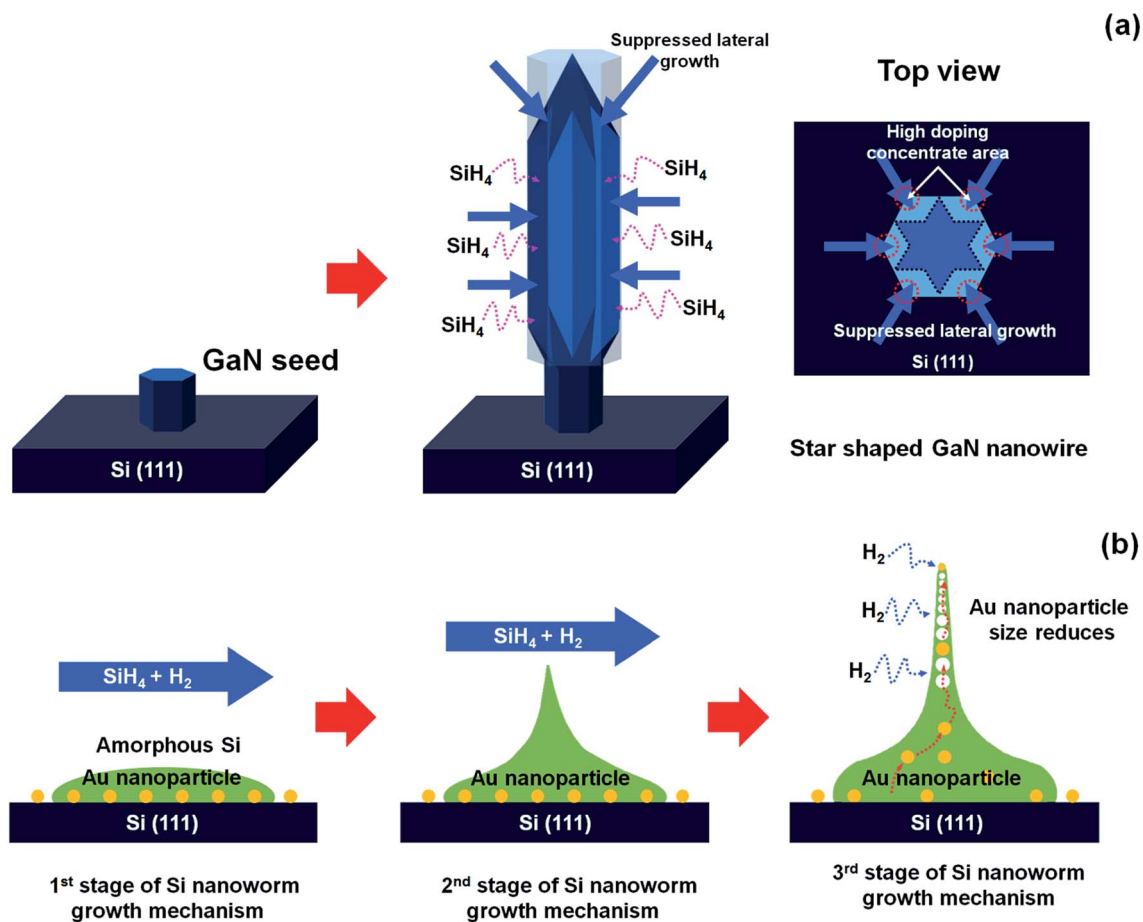 (a)
Suppressed lateral
growth
Top view
High doping
concentrate area
SiH4
SiH4
SiH4
SiH4
SiH4
SiH4
GaN seed
Suppressed lateral growth
Si (111)
Si (111)
Si (111)
Star shaped GaN nanowire
(b)
H2
H2
H2
Au nanoparticle
size reduces
SiH4 + H2
SiH4 + H2
Amorphous Si
Au nanoparticle
Au nanoparticle
Au nanoparticle
Si (111)
Si (111)
Si (111)
1st stage of Si nanoworm
growth mechanism
2nd stage of Si nanoworm
growth mechanism
3rd stage of Si nanoworm
growth mechanism